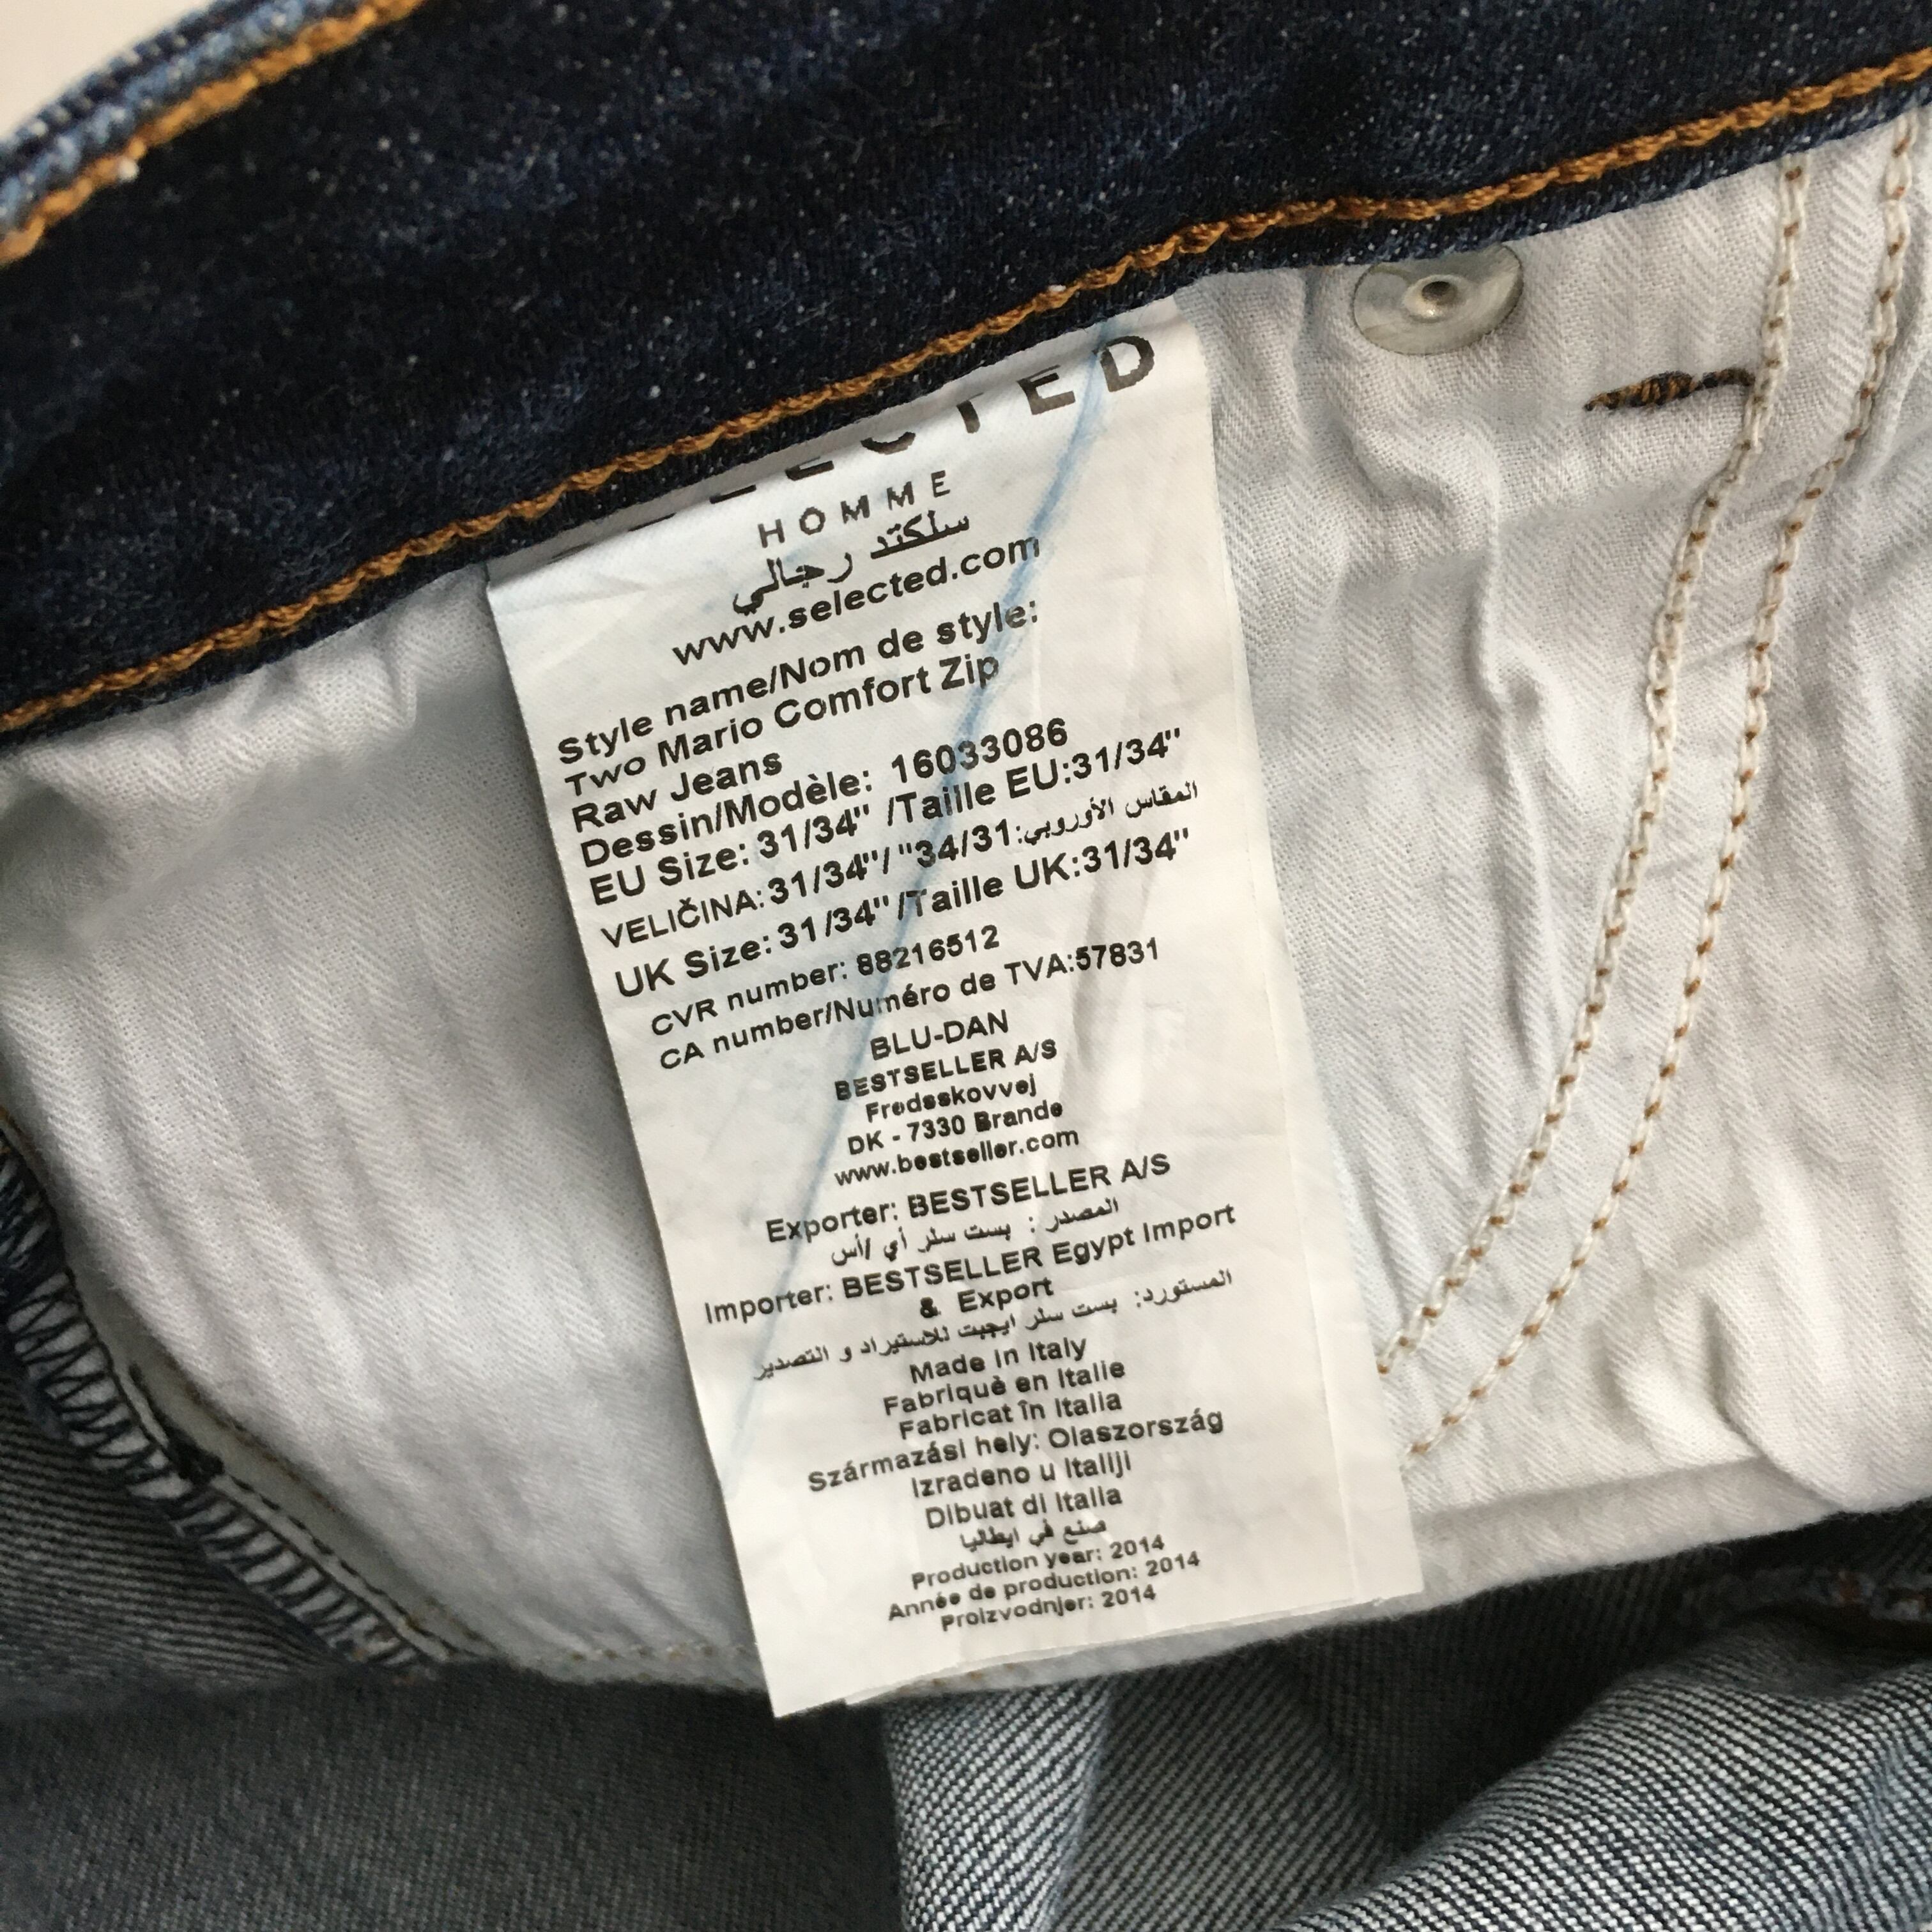 SELECTED
HOMME
سلكتد رجالي
www.selected.com
Style name/Nom de style:
Two Mario Comfort Zip
Raw Jeans
Dessin/Modèle: 16033086
EU Size: 31/34" /Taille EU:31/34"
VELIČINA:31/34"/ "34/31:المقاس الأوروبي
UK Size: 31/34" /Taille UK:31/34"
CVR number: 88216512
CA number/Numéro de TVA:57831
BLU-DAN
BESTSELLER A/S
Fredsskovvej
DK - 7330 Brande
www.bestseller.com
Exporter: BESTSELLER A/S
المصدر : بست سلر أي /أس
Importer: BESTSELLER Egypt Import
& Export
المستورد: بست سلر ايجيبت للاستيراد و التصدير
Made in Italy
Fabriquè en Italie
Fabricat în Italia
Származási hely: Olaszország
Izradeno u Italiji
Dibuat di Italia
صنع في ايطاليا
Production year: 2014
Année de production: 2014
Proizvodnjer: 2014